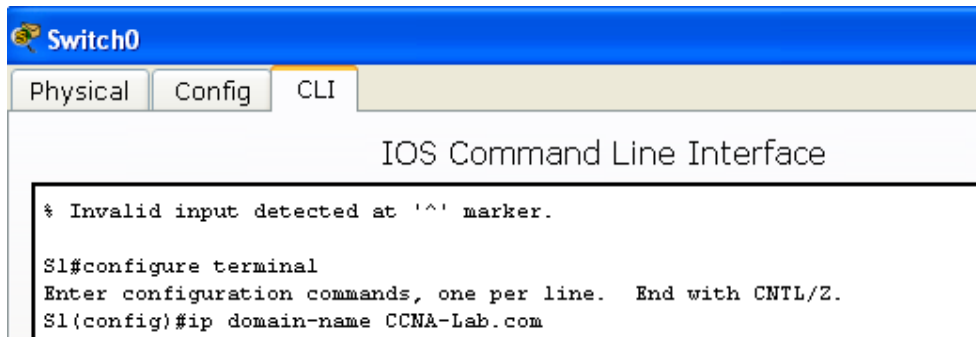 Switch0
Physical Config CLI
IOS Command Line Interface
% Invalid input detected at '^' marker.
S1#configure terminal
Enter configuration commands, one per line.  End with CNTL/Z.
S1(config)#ip domain-name CCNA-Lab.com